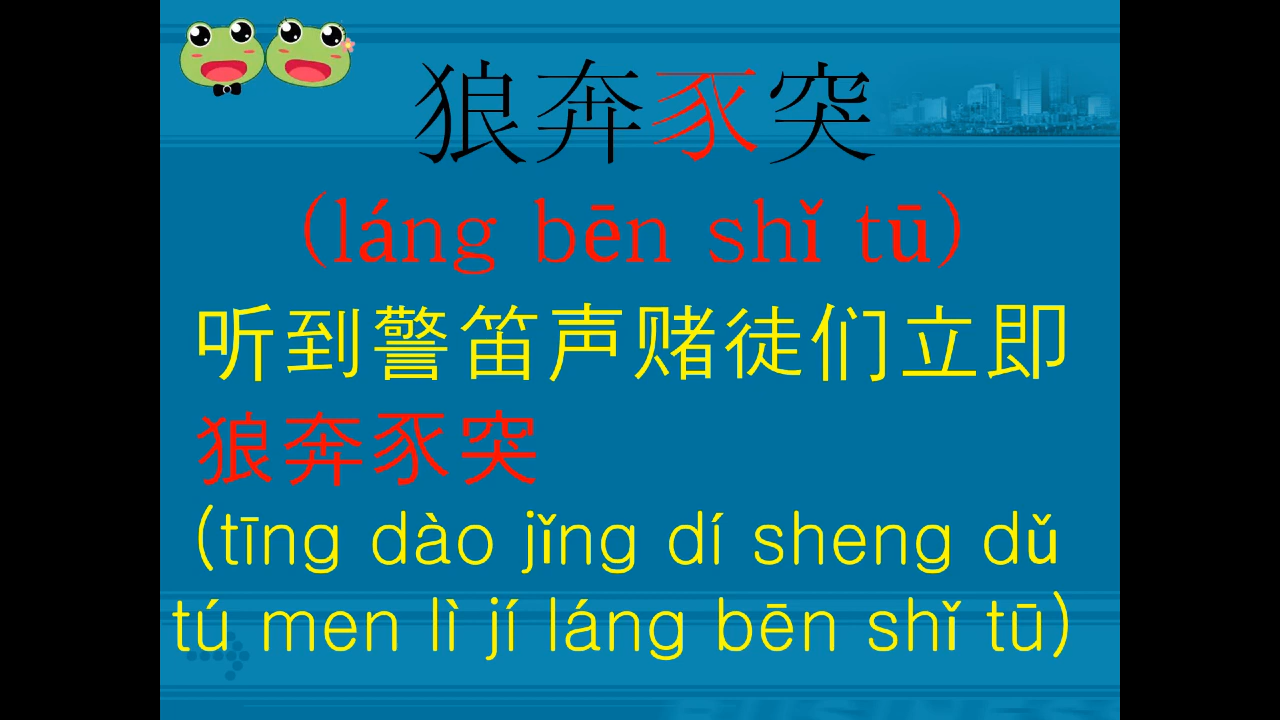 狼奔豕突
(láng bēn shǐ tū)
听到警笛声赌徒们立即
狼奔豕突
(tīng dào jǐng dí sheng dǔ
tú men lì jí láng bēn shǐ tū)